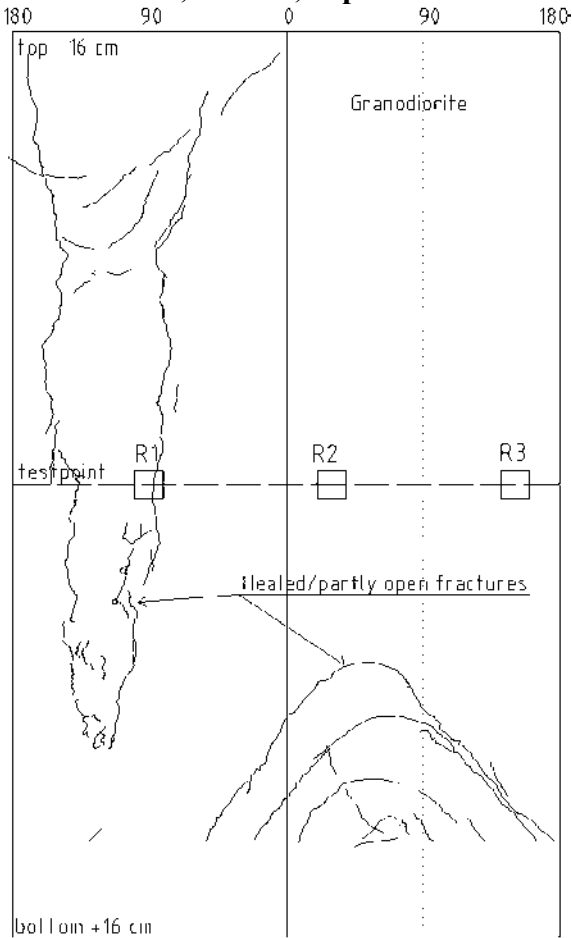 180 90 0 90 180
top 16 cm
Granodiorite
R1 R2 R3
testpoint
Healed/partly open fractures
bottom +16 cm